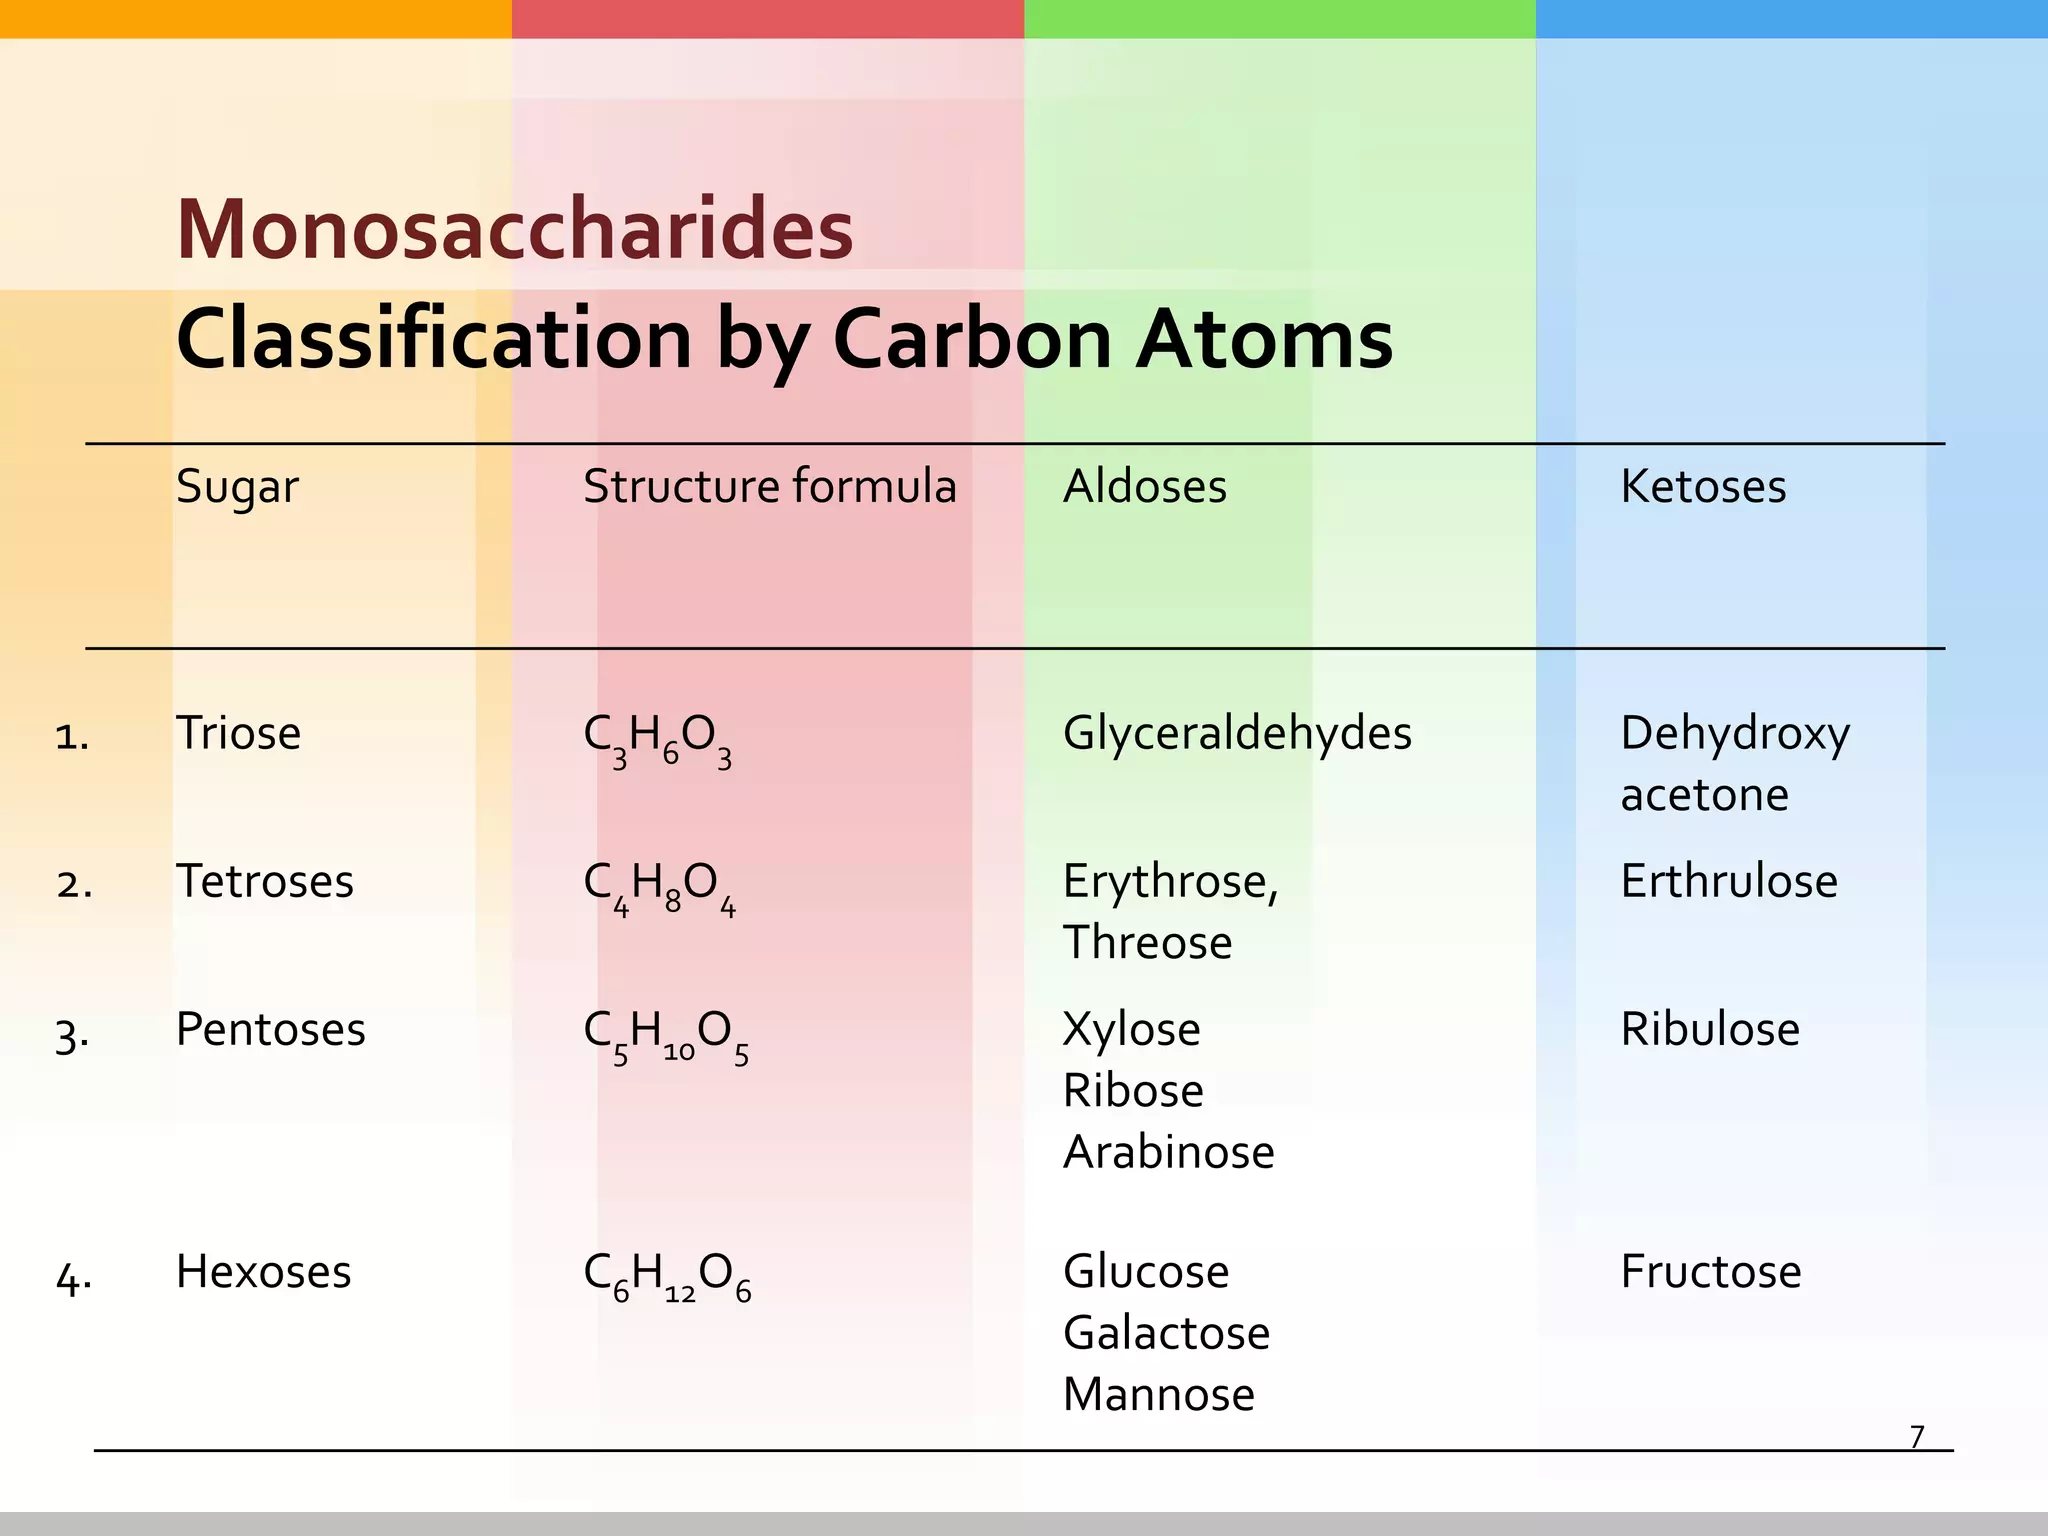 Monosaccharides
Classification by Carbon Atoms
Sugar Structure formula Aldoses Ketoses
1. Triose C3H6O3 Glyceraldehydes Dehydroxy
acetone
2. Tetroses C4H8O4 Erythrose, Erthrulose
Threose
3. Pentoses C5H10O5 Xylose Ribulose
Ribose
Arabinose
4. Hexoses C6H12O6 Glucose Fructose
Galactose
Mannose
7